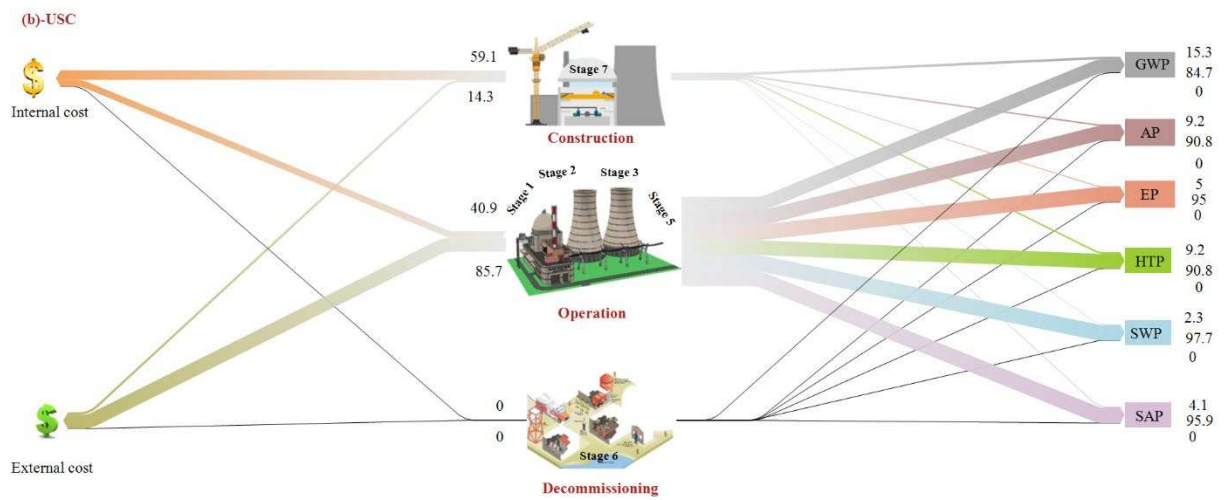 (b)-USC
Internal cost
External cost
59.1
14.3
40.9
85.7
0
0
Stage 7
Construction
Stage 1
Stage 2
Stage 3
Stage 5
Operation
Stage 6
Decommissioning
GWP
15.3
84.7
0
AP
9.2
90.8
0
EP
5
95
0
HTP
9.2
90.8
0
SWP
2.3
97.7
0
SAP
4.1
95.9
0